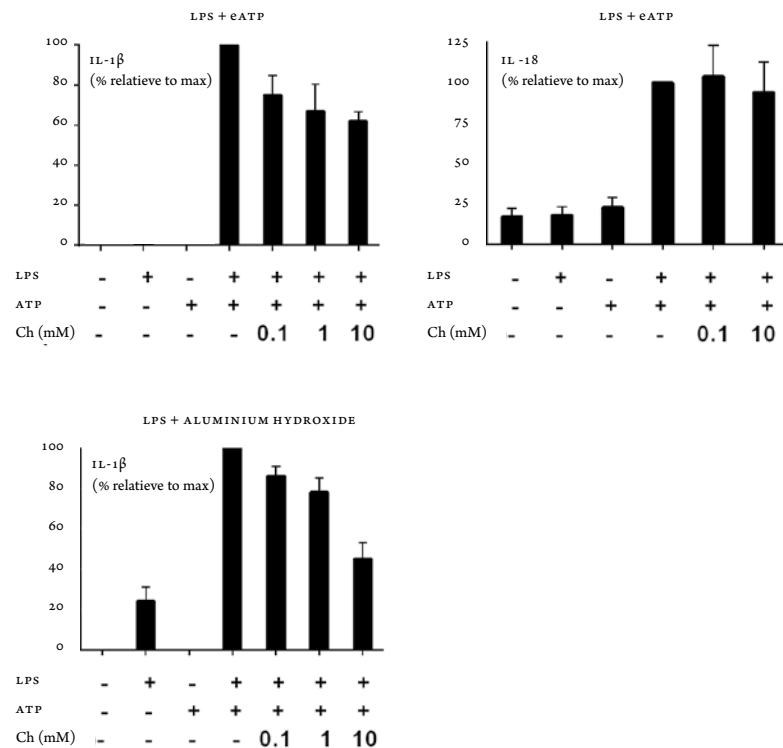 LPS + eATP
100
IL-1β
(% relatieve to max)
80
60
40
20
0
LPS - + - + + + +
ATP - - + + + + +
Ch (mM) - - - - 0.1 1 10
LPS + eATP
125
IL -18
(% relatieve to max)
100
75
50
25
0
LPS - + - + + +
ATP - - + + + +
Ch (mM) - - - - 0.1 10
LPS + ALUMINIUM HYDROXIDE
100
IL-1β
(% relatieve to max)
80
60
40
20
0
LPS - + - + + + +
ATP - - + + + + +
Ch (mM) - - - - 0.1 1 10